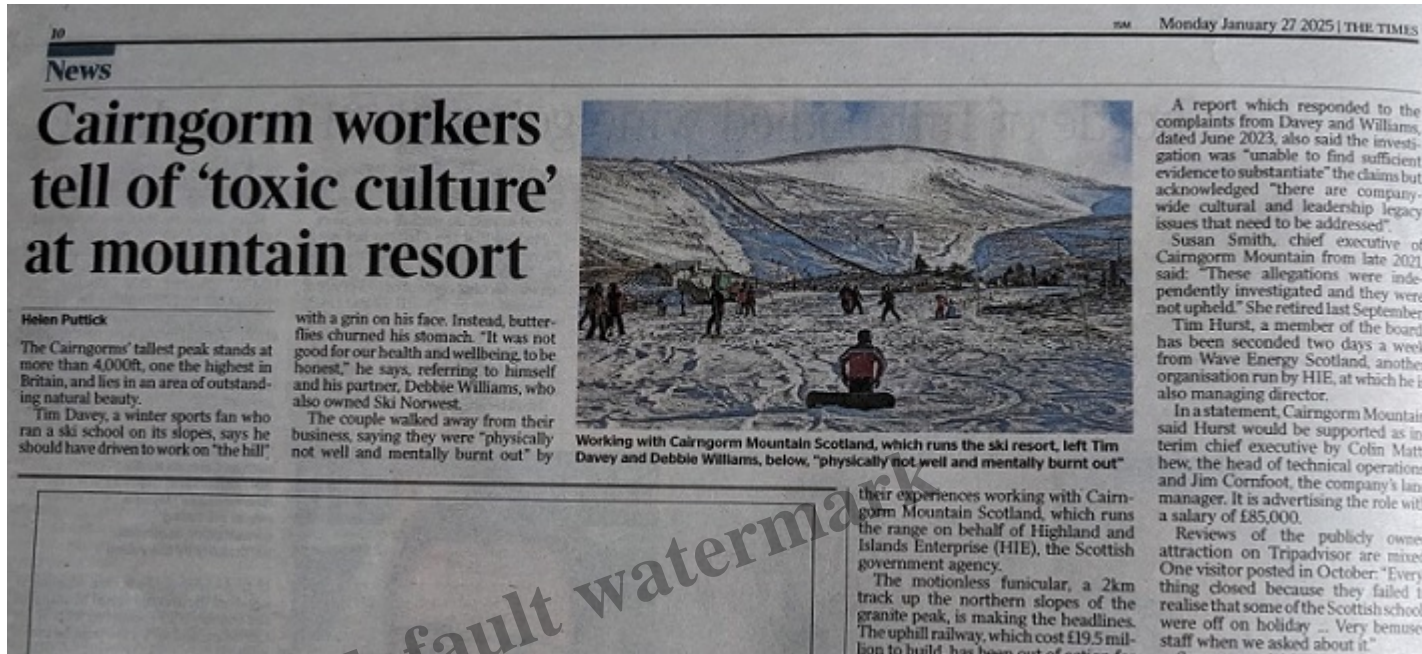 10
Monday January 27 2025 | THE TIMES
News
Cairngorm workers
tell of ‘toxic culture’
at mountain resort
Helen Puttick
The Cairngorms' tallest peak stands at
more than 4,000ft, one the highest in
Britain, and lies in an area of outstand-
ing natural beauty.
Tim Davey, a winter sports fan who
ran a ski school on its slopes, says he
should have driven to work on "the hill",
with a grin on his face. Instead, butter-
flies churned his stomach. "It was not
good for our health and wellbeing, to be
honest," he says, referring to himself
and his partner, Debbie Williams, who
also owned Ski Norwest.
The couple walked away from their
business, saying they were "physically
not well and mentally burnt out" by
Working with Cairngorm Mountain Scotland, which runs the ski resort, left Tim
Davey and Debbie Williams, below, "physically not well and mentally burnt out"
their experiences working with Cairn-
gorm Mountain Scotland, which runs
the range on behalf of Highland and
Islands Enterprise (HIE), the Scottish
government agency.
The motionless funicular, a 2km
track up the northern slopes of the
granite peak, is making the headlines.
The uphill railway, which cost £19.5 mil-
lion to build, has been out of action for
A report which responded to the
complaints from Davey and Williams,
dated June 2023, also said the investi-
gation was "unable to find sufficient
evidence to substantiate" the claims but
acknowledged "there are company-
wide cultural and leadership legacy
issues that need to be addressed".
Susan Smith, chief executive of
Cairngorm Mountain from late 2021,
said: "These allegations were inde-
pendently investigated and they were
not upheld." She retired last September.
Tim Hurst, a member of the board
has been seconded two days a week
from Wave Energy Scotland, another
organisation run by HIE, at which he i
also managing director.
In a statement, Cairngorm Mountain
said Hurst would be supported as in
terim chief executive by Colin Matt
hew, the head of technical operation
and Jim Cornfoot, the company's lan
manager. It is advertising the role wit
a salary of £85,000.
Reviews of the publicly owne
attraction on Tripadvisor are mixe
One visitor posted in October: "Every
thing closed because they failed t
realise that some of the Scottish school
were off on holiday ... Very bemuse
staff when we asked about it."
fault watermark